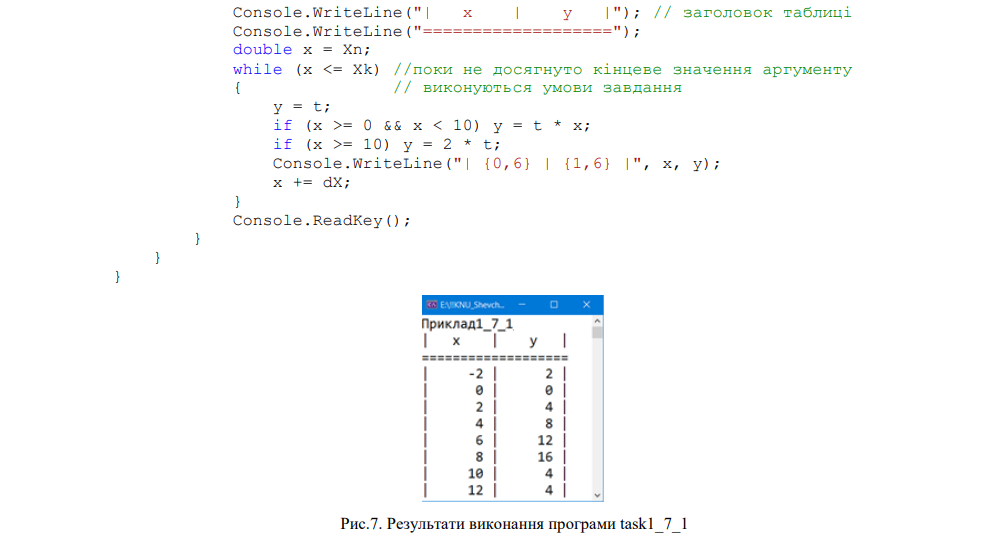 Console.WriteLine("|   x    |    y   |"); // заголовок таблиці
Console.WriteLine("===================");
double x = Xn;
while (x <= Xk) //поки не досягнуто кінцеве значення аргументу
{               // виконуються умови завдання
    y = t;
    if (x >= 0 && x < 10) y = t * x;
    if (x >= 10) y = 2 * t;
    Console.WriteLine("| {0,6} | {1,6} |", x, y);
    x += dX;
}
Console.ReadKey();
}
}
}
E:\!!KNU_Shevch...
Приклад1_7_1
|   x    |    y   |
===================
|     -2 |      2 |
|      0 |      0 |
|      2 |      4 |
|      4 |      8 |
|      6 |     12 |
|      8 |     16 |
|     10 |      4 |
|     12 |      4 |
Рис.7. Результати виконання програми task1_7_1